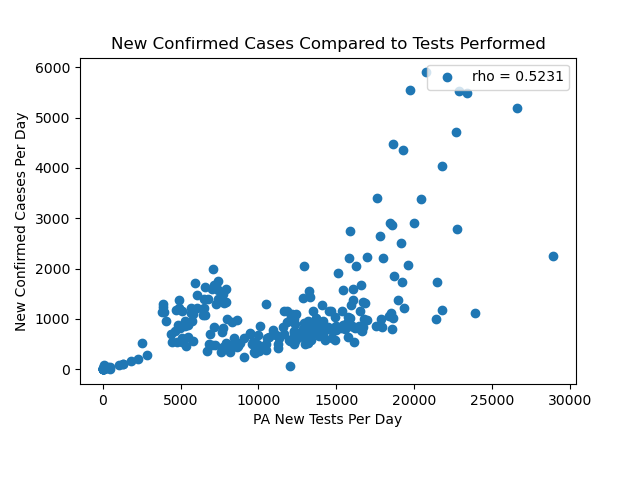 New Confirmed Cases Compared to Tests Performed
rho = 0.5231
New Confirmed Caeses Per Day
6000
5000
4000
3000
2000
1000
0
0 5000 10000 15000 20000 25000 30000
PA New Tests Per Day